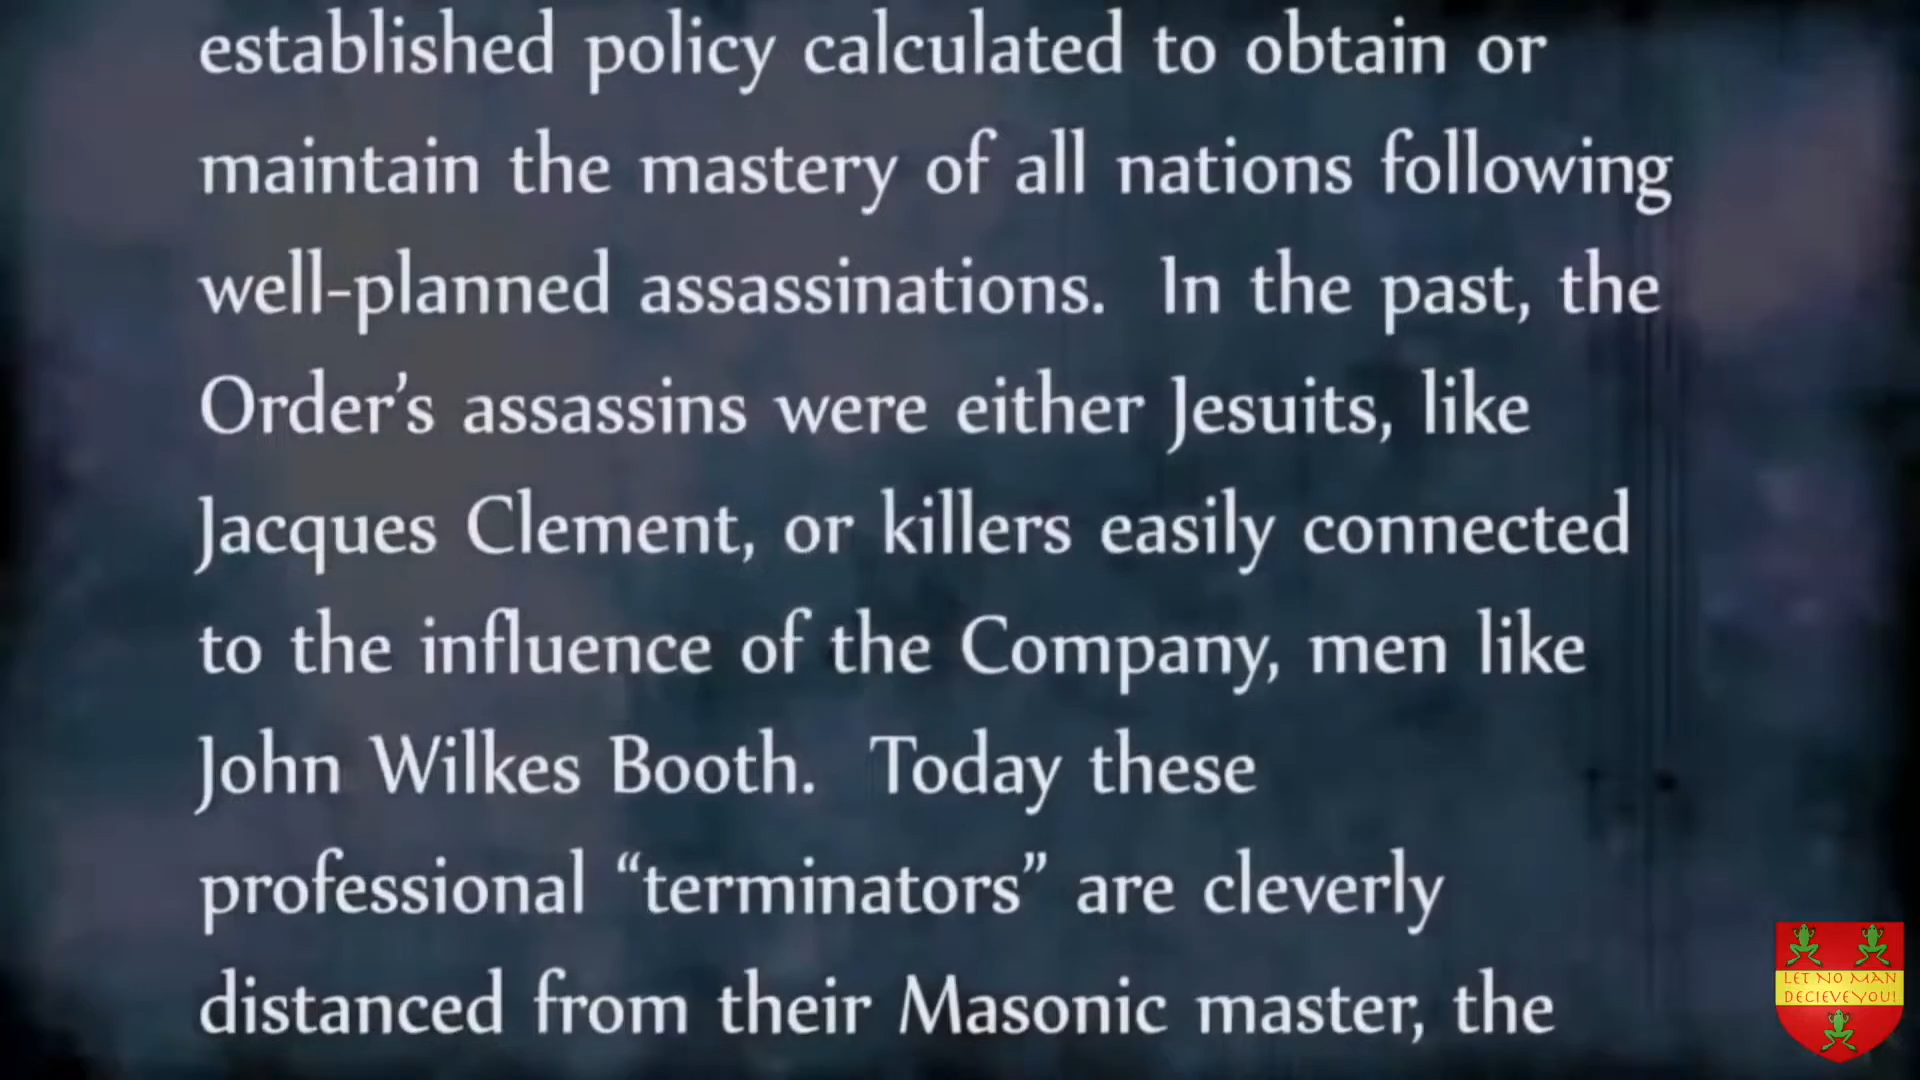 established policy calculated to obtain or
maintain the mastery of all nations following
well-planned assassinations.  In the past, the
Order’s assassins were either Jesuits, like
Jacques Clement, or killers easily connected
to the influence of the Company, men like
John Wilkes Booth.  Today these
professional “terminators” are cleverly
distanced from their Masonic master, the
LET NO MAN
DECIEVE YOU!